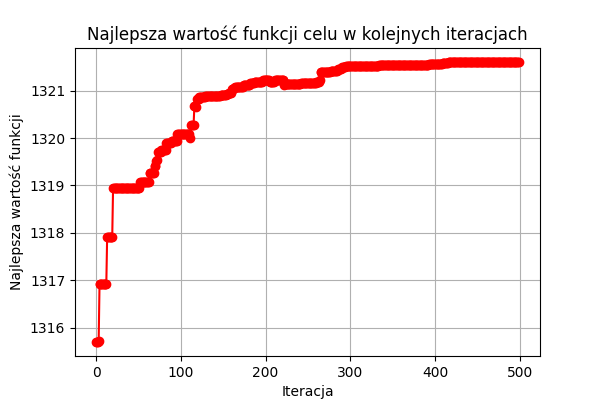 Najlepsza wartość funkcji celu w kolejnych iteracjach
Najlepsza wartość funkcji
1321
1320
1319
1318
1317
1316
0 100 200 300 400 500
Iteracja